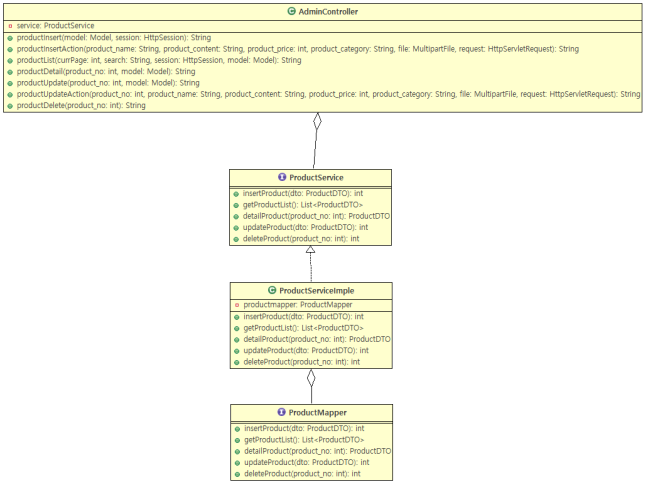 C AdminController
service: ProductService
productInsert(model: Model, session: HttpSession): String
productInsertAction(product_name: String, product_content: String, product_price: int, product_category: String, file: MultipartFile, request: HttpServletRequest): String
productList(currPage: int, search: String, session: HttpSession, model: Model): String
productDetail(product_no: int, model: Model): String
productUpdate(product_no: int, model: Model): String
productUpdateAction(product_no: int, product_name: String, product_content: String, product_price: int, product_category: String, file: MultipartFile, request: HttpServletRequest): String
productDelete(product_no: int): String
I ProductService
insertProduct(dto: ProductDTO): int
getProductList(): List<ProductDTO>
detailProduct(product_no: int): ProductDTO
updateProduct(dto: ProductDTO): int
deleteProduct(product_no: int): int
C ProductServiceImple
productmapper: ProductMapper
insertProduct(dto: ProductDTO): int
getProductList(): List<ProductDTO>
detailProduct(product_no: int): ProductDTO
updateProduct(dto: ProductDTO): int
deleteProduct(product_no: int): int
I ProductMapper
insertProduct(dto: ProductDTO): int
getProductList(): List<ProductDTO>
detailProduct(product_no: int): ProductDTO
updateProduct(dto: ProductDTO): int
deleteProduct(product_no: int): int